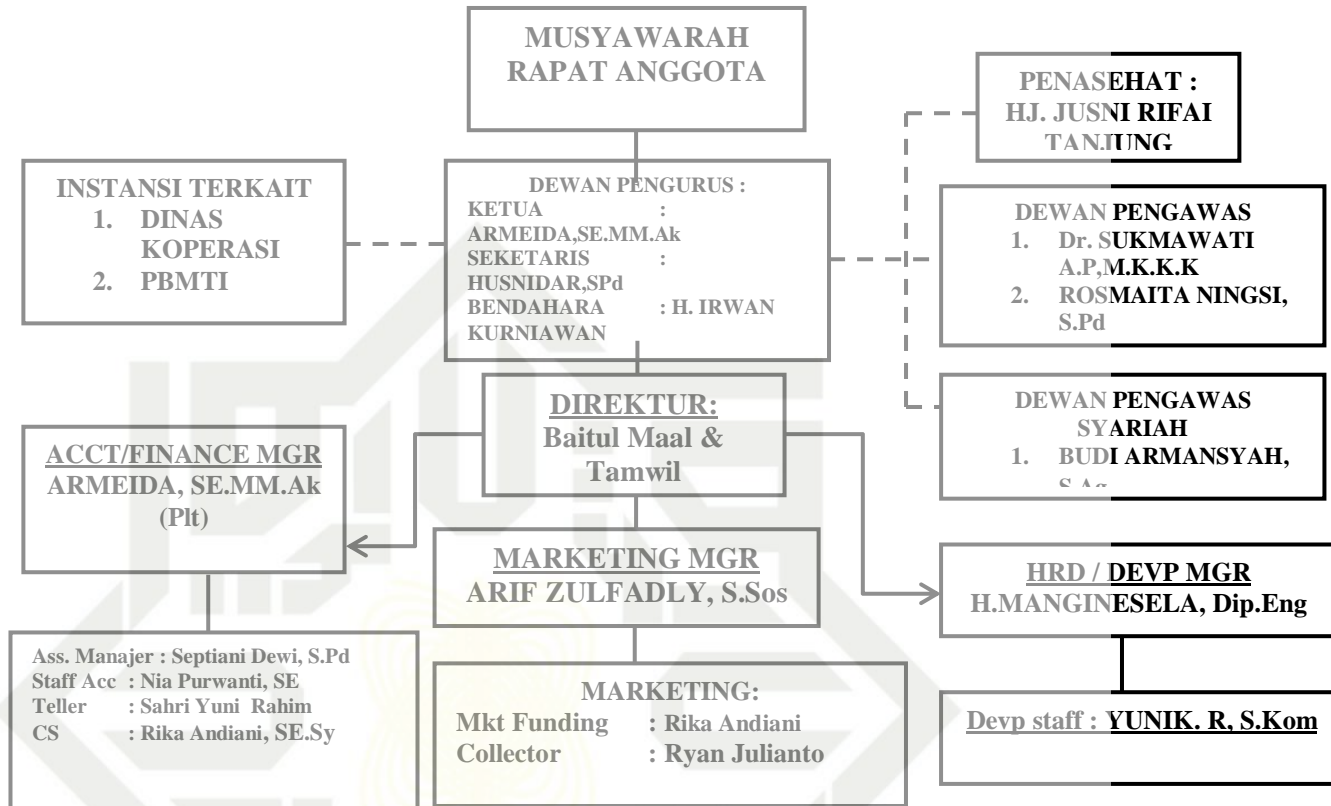 MUSYAWARAH
RAPAT ANGGOTA
PENASEHAT :
HJ. JUSNI RIFAI
TANJUNG
INSTANSI TERKAIT
1. DINAS
KOPERASI
2. PBMTI
DEWAN PENGURUS :
KETUA :
ARMEIDA,SE.MM.Ak
SEKETARIS :
HUSNIDAR,SPd
BENDAHARA : H. IRWAN
KURNIAWAN
DEWAN PENGAWAS
1. Dr. SUKMAWATI
A.P,M.K.K.K
2. ROSMAITA NINGSI,
S.Pd
DIREKTUR:
Baitul Maal &
Tamwil
DEWAN PENGAWAS
SYARIAH
1. BUDI ARMANSYAH,
S.Ag
ACCT/FINANCE MGR
ARMEIDA, SE.MM.Ak
(Plt)
MARKETING MGR
ARIF ZULFADLY, S.Sos
HRD / DEVP MGR
H.MANGINESELA, Dip.Eng
Ass. Manajer : Septiani Dewi, S.Pd
Staff Acc : Nia Purwanti, SE
Teller : Sahri Yuni Rahim
CS : Rika Andiani, SE.Sy
MARKETING:
Mkt Funding : Rika Andiani
Collector : Ryan Julianto
Devp staff : YUNIK. R, S.Kom